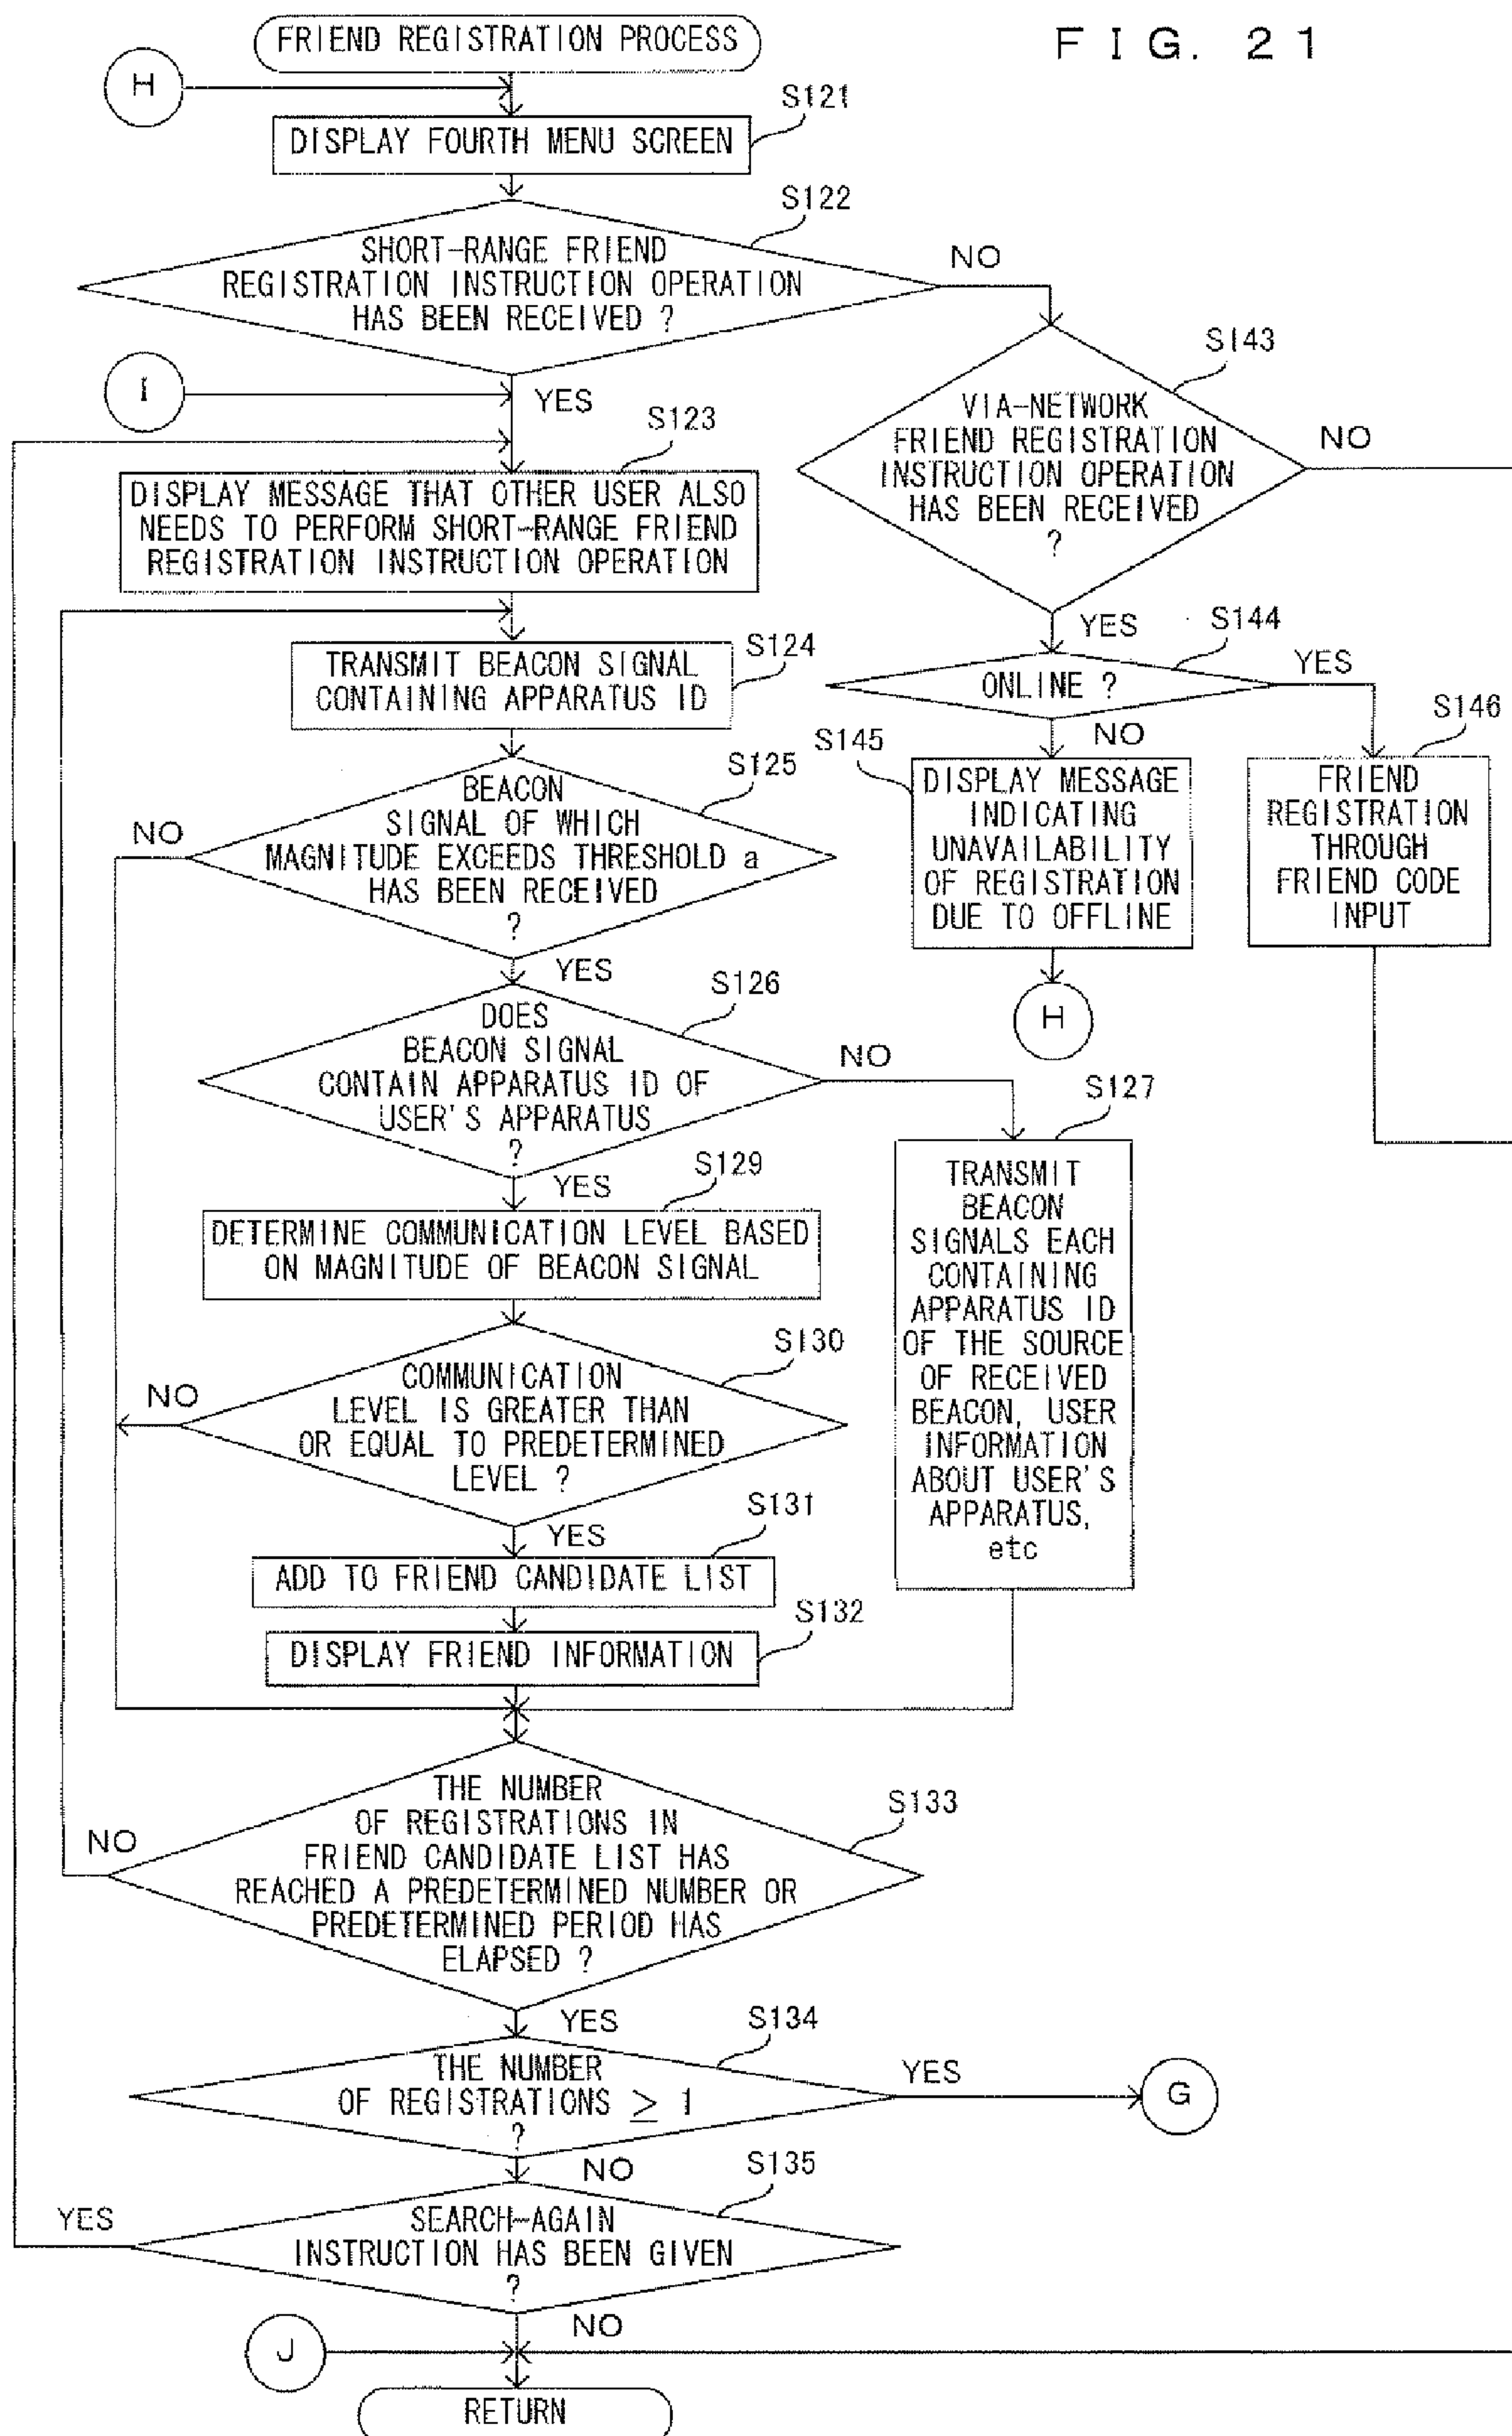 FRIEND REGISTRATION PROCESS
F I G. 2 1
H
S121
DISPLAY FOURTH MENU SCREEN
S122
SHORT-RANGE FRIEND
REGISTRATION INSTRUCTION OPERATION
HAS BEEN RECEIVED ?
NO
S143
VIA-NETWORK
FRIEND REGISTRATION
INSTRUCTION OPERATION
HAS BEEN RECEIVED
?
NO
I
YES
S123
DISPLAY MESSAGE THAT OTHER USER ALSO
NEEDS TO PERFORM SHORT-RANGE FRIEND
REGISTRATION INSTRUCTION OPERATION
YES
S144
ONLINE ?
YES
S124
TRANSMIT BEACON SIGNAL
CONTAINING APPARATUS ID
NO
S145
DISPLAY MESSAGE
INDICATING
UNAVAILABILITY
OF REGISTRATION
DUE TO OFFLINE
H
S146
FRIEND
REGISTRATION
THROUGH
FRIEND CODE
INPUT
S125
BEACON
SIGNAL OF WHICH
MAGNITUDE EXCEEDS THRESHOLD a
HAS BEEN RECEIVED
?
NO
YES
S126
DOES
BEACON SIGNAL
CONTAIN APPARATUS ID OF
USER'S APPARATUS
?
NO
S127
TRANSMIT
BEACON
SIGNALS EACH
CONTAINING
APPARATUS ID
OF THE SOURCE
OF RECEIVED
BEACON, USER
INFORMATION
ABOUT USER'S
APPARATUS,
etc
YES
S129
DETERMINE COMMUNICATION LEVEL BASED
ON MAGNITUDE OF BEACON SIGNAL
S130
COMMUNICATION
LEVEL IS GREATER THAN
OR EQUAL TO PREDETERMINED
LEVEL ?
NO
YES
S131
ADD TO FRIEND CANDIDATE LIST
S132
DISPLAY FRIEND INFORMATION
S133
THE NUMBER
OF REGISTRATIONS IN
FRIEND CANDIDATE LIST HAS
REACHED A PREDETERMINED NUMBER OR
PREDETERMINED PERIOD HAS
ELAPSED ?
NO
YES
S134
THE NUMBER
OF REGISTRATIONS ≥ 1
?
YES
G
NO
S135
SEARCH-AGAIN
INSTRUCTION HAS BEEN GIVEN
?
YES
NO
J
RETURN